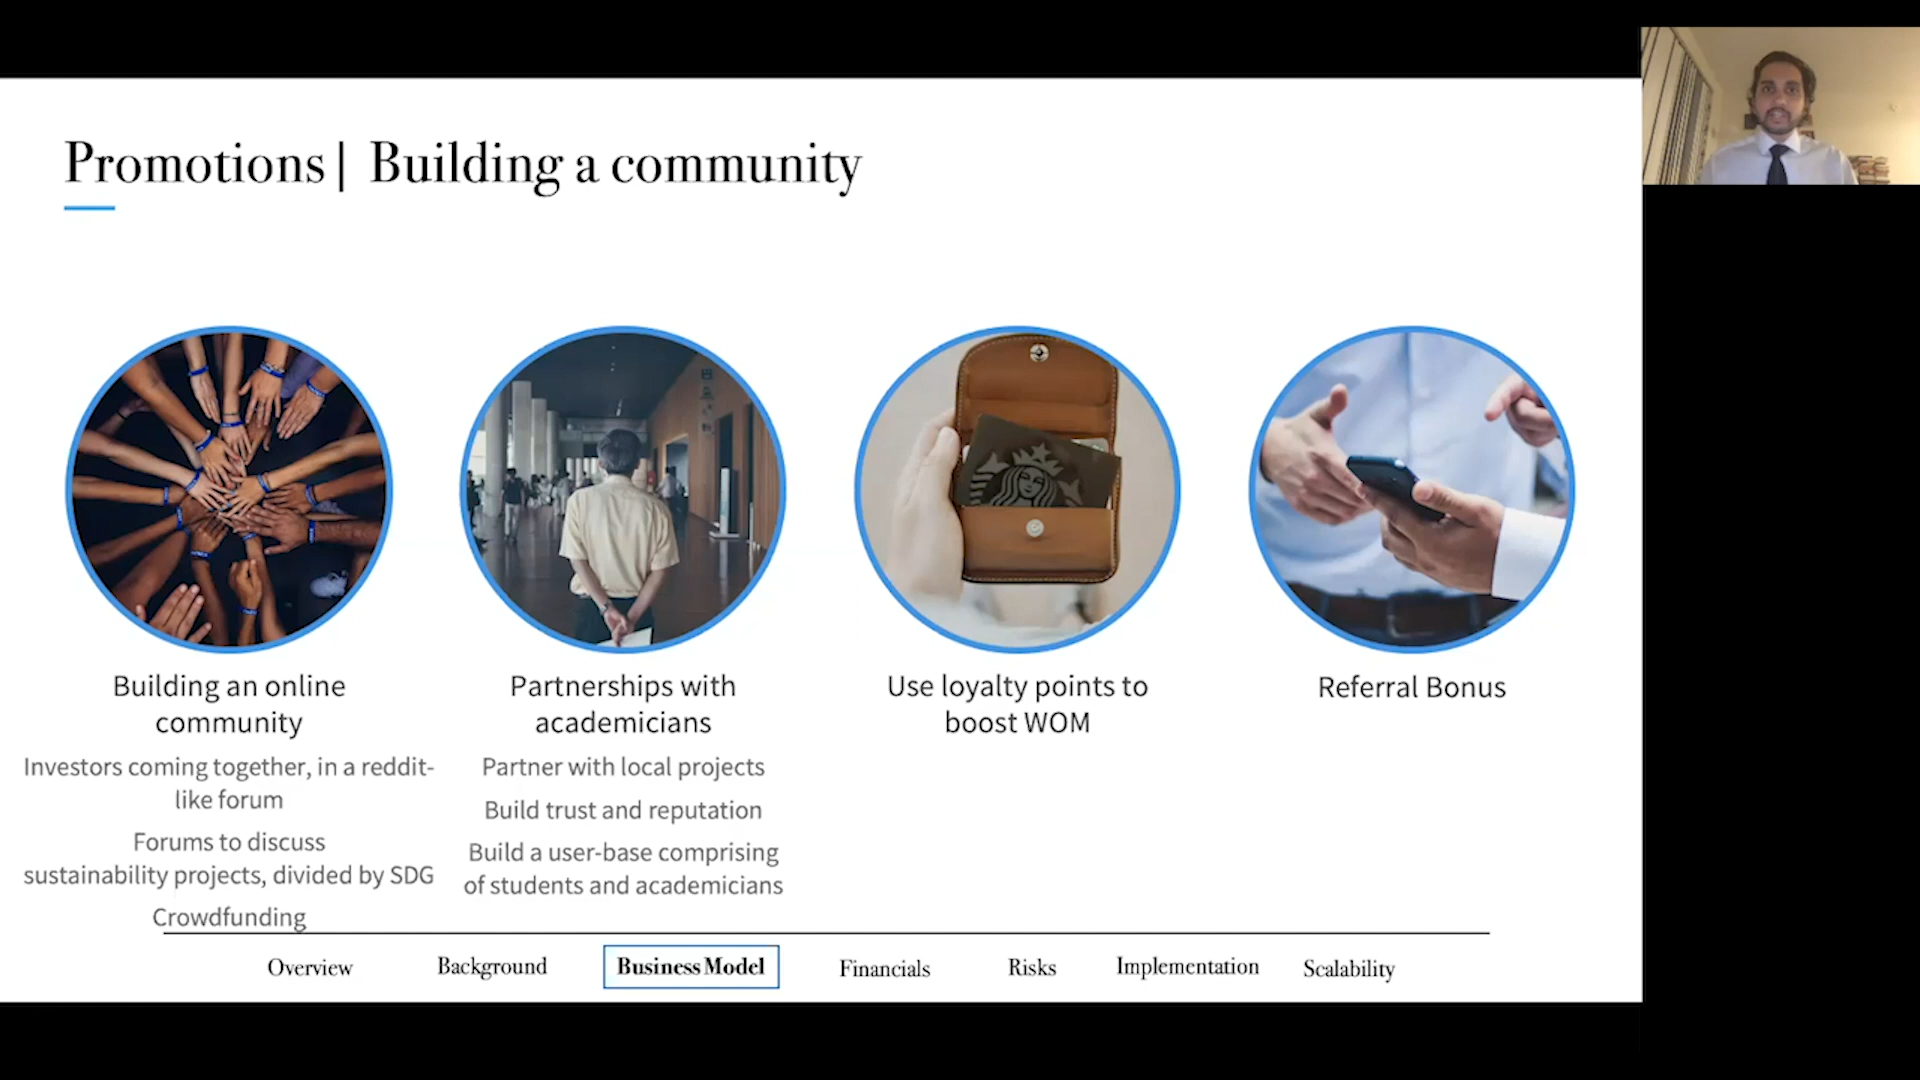 Promotions| Building a community
Building an online
community
Investors coming together, in a reddit-
like forum
Forums to discuss
sustainability projects, divided by SDG
Crowdfunding
Partnerships with
academicians
Partner with local projects
Build trust and reputation
Build a user-base comprising
of students and academicians
Use loyalty points to
boost WOM
Referral Bonus
Overview
Background
Business Model
Financials
Risks
Implementation
Scalability